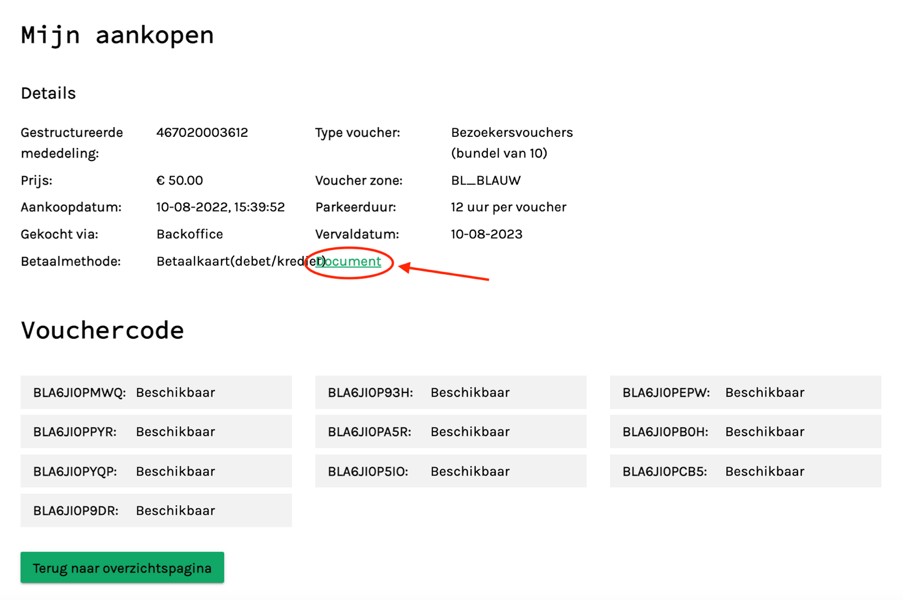 Mijn aankopen
Details
Gestructureerde 467020003612 Type voucher: Bezoekersvouchers
mededeling: (bundel van 10)
Prijs: € 50.00 Voucher zone: BL_BLAUW
Aankoopdatum: 10-08-2022, 15:39:52 Parkeerduur: 12 uur per voucher
Gekocht via: Backoffice Vervaldatum: 10-08-2023
Betaalmethode: Betaalkaart(debet/krediet) Document
Vouchercode
BLA6JI0PMWQ: Beschikbaar BLA6JI0P93H: Beschikbaar BLA6JI0PEPW: Beschikbaar
BLA6JI0PPYR: Beschikbaar BLA6JI0PA5R: Beschikbaar BLA6JI0PB0H: Beschikbaar
BLA6JI0PYQP: Beschikbaar BLA6JI0P5IO: Beschikbaar BLA6JI0PCB5: Beschikbaar
BLA6JI0P9DR: Beschikbaar
Terug naar overzichtspagina